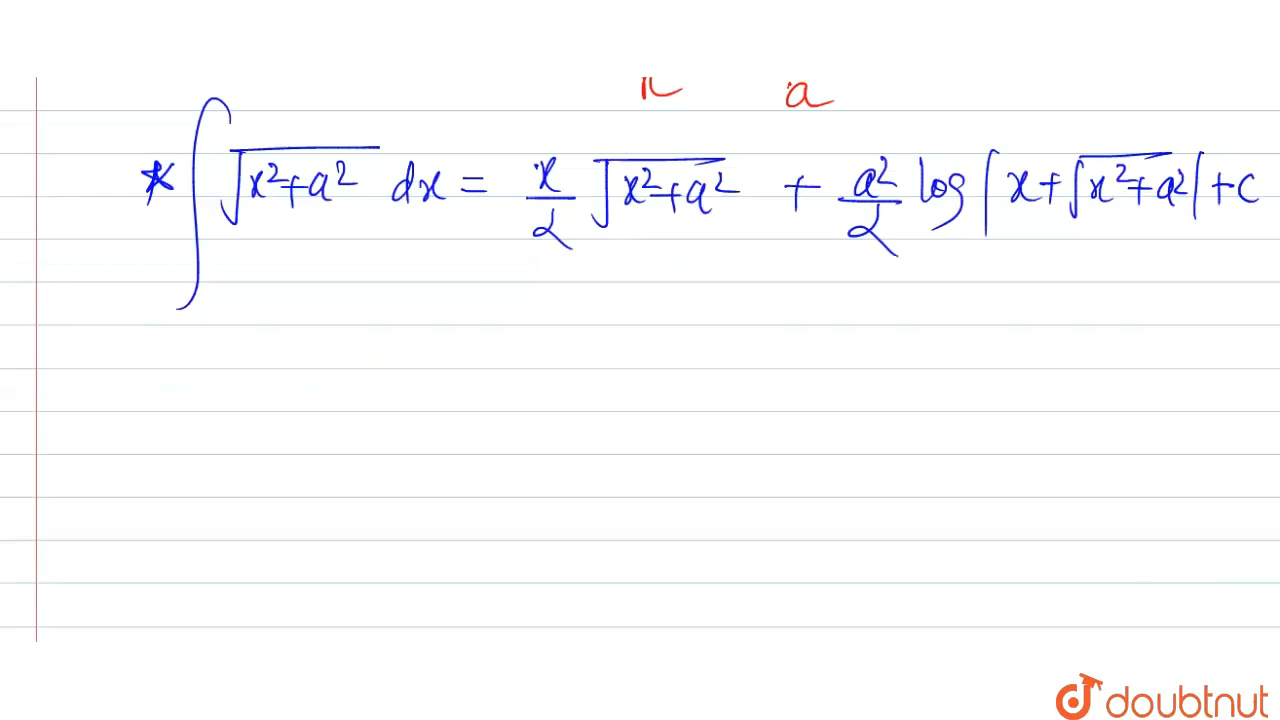 x a
* ∫ √x²+a² dx = x/2 √x²+a² + a²/2 log |x+√x²+a²| + c
doubtnut